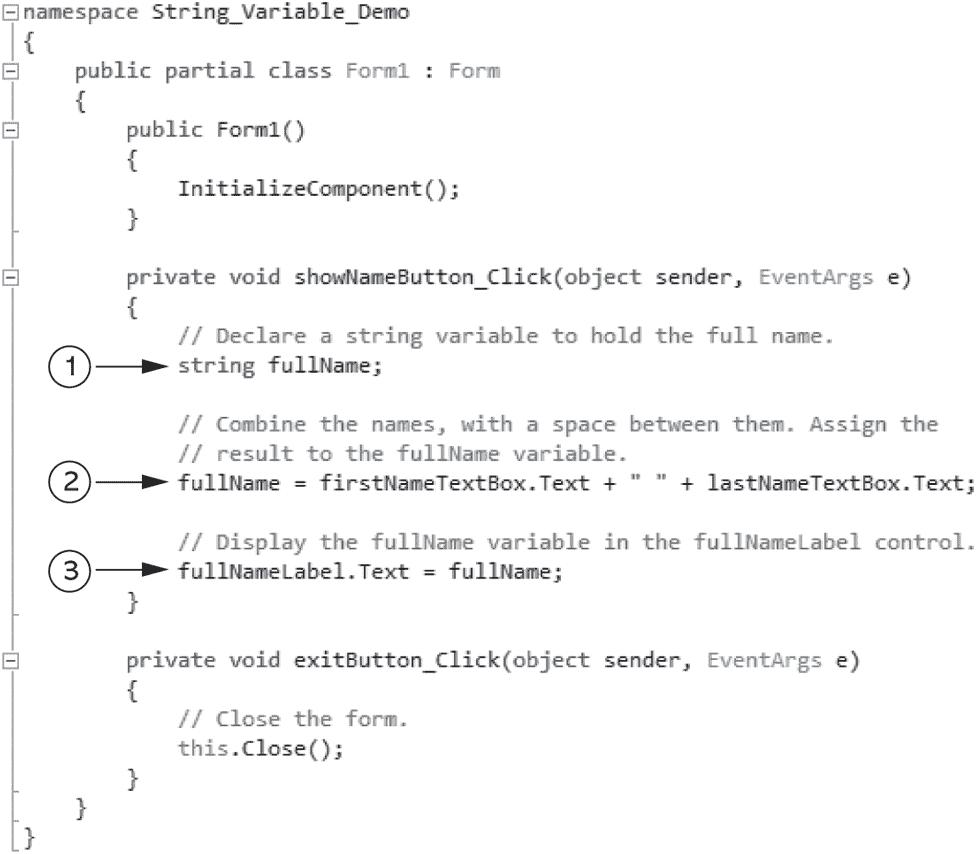 namespace String_Variable_Demo
{
    public partial class Form1 : Form
    {
        public Form1()
        {
            InitializeComponent();
        }

        private void showNameButton_Click(object sender, EventArgs e)
        {
            // Declare a string variable to hold the full name.
1           string fullName;

            // Combine the names, with a space between them. Assign the
            // result to the fullName variable.
2           fullName = firstNameTextBox.Text + " " + lastNameTextBox.Text;

            // Display the fullName variable in the fullNameLabel control.
3           fullNameLabel.Text = fullName;
        }

        private void exitButton_Click(object sender, EventArgs e)
        {
            // Close the form.
            this.Close();
        }
    }
}